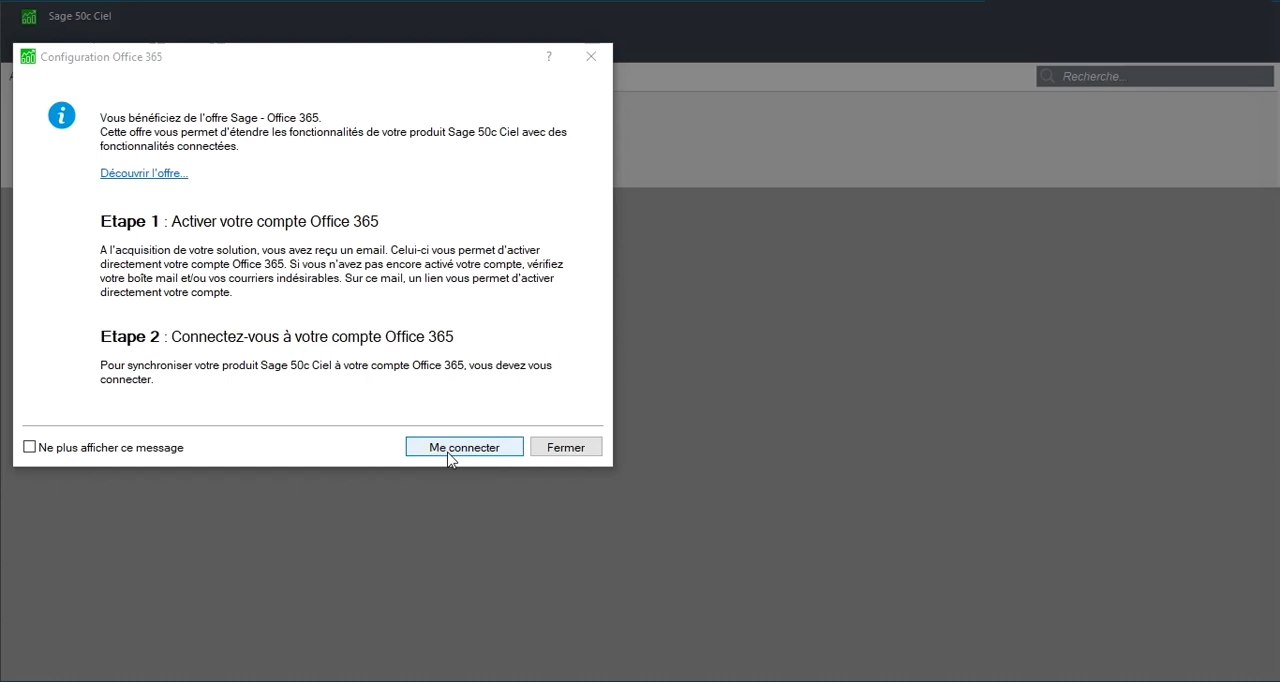 Sage 50c Ciel
Configuration Office 365
?
Recherche...
i
Vous bénéficiez de l'offre Sage - Office 365.
Cette offre vous permet d'étendre les fonctionnalités de votre produit Sage 50c Ciel avec des
fonctionnalités connectées.
Découvrir l'offre...
Etape 1 : Activer votre compte Office 365
A l'acquisition de votre solution, vous avez reçu un email. Celui-ci vous permet d'activer
directement votre compte Office 365. Si vous n'avez pas encore activé votre compte, vérifiez
votre boîte mail et/ou vos courriers indésirables. Sur ce mail, un lien vous permet d'activer
directement votre compte.
Etape 2 : Connectez-vous à votre compte Office 365
Pour synchroniser votre produit Sage 50c Ciel à votre compte Office 365, vous devez vous
connecter.
Ne plus afficher ce message
Me connecter
Fermer